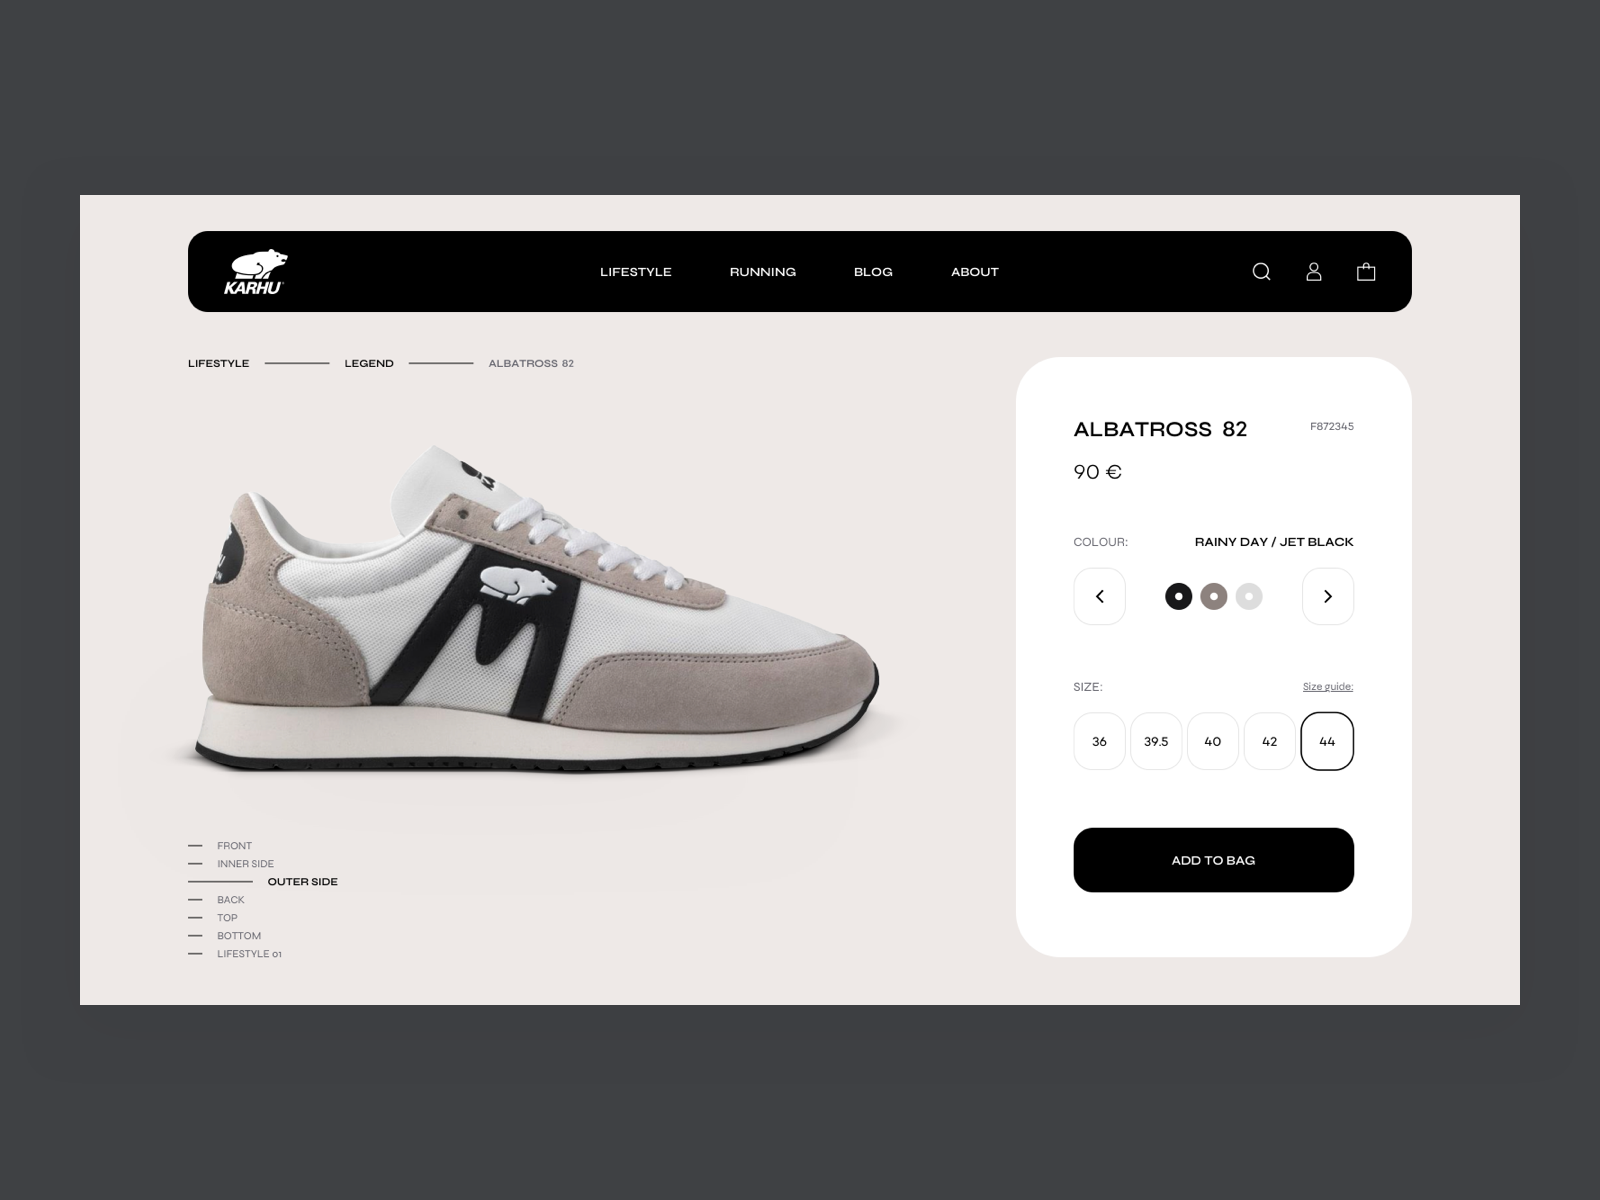 KARHU
LIFESTYLE RUNNING BLOG ABOUT
LIFESTYLE LEGEND ALBATROSS 82
ALBATROSS 82 F872345
90 €
COLOUR: RAINY DAY / JET BLACK
SIZE: Size guide:
36 39.5 40 42 44
ADD TO BAG
FRONT
INNER SIDE
OUTER SIDE
BACK
TOP
BOTTOM
LIFESTYLE 01